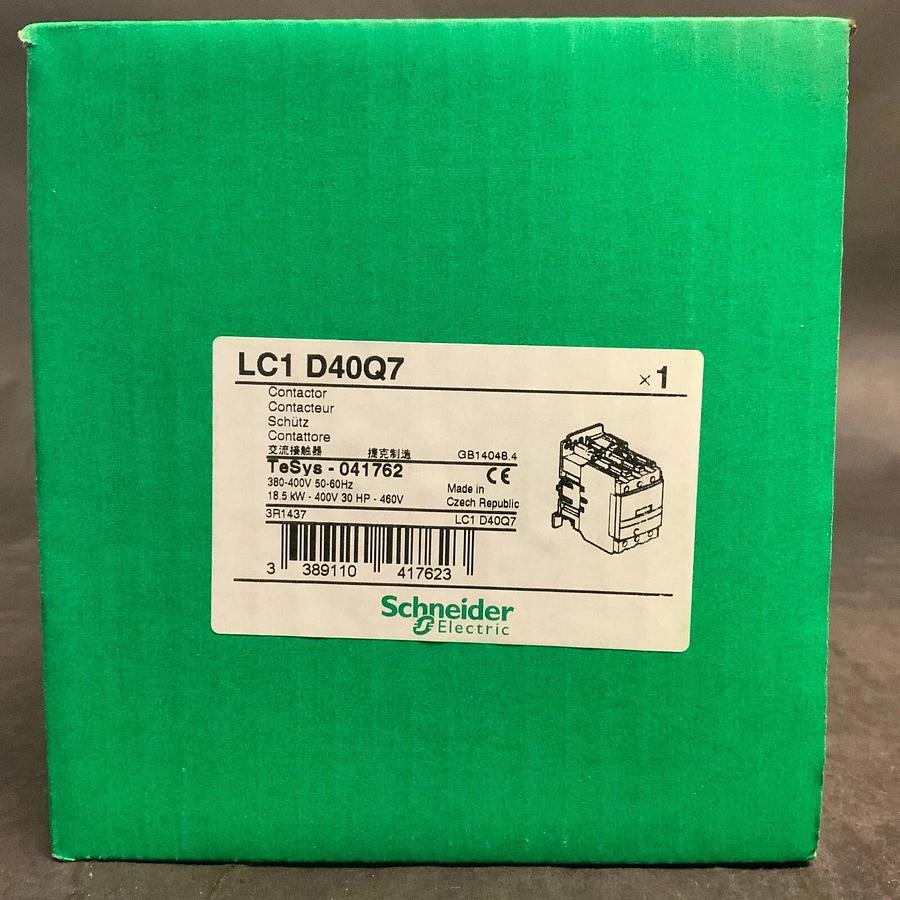 LC1 D40Q7 ×1
Contactor
Contacteur
Schütz
Contattore
交流接触器 捷克制造 GB14048.4
TeSys - 041762 CE
380-400V 50-60Hz Made in
18.5 kW - 400V 30 HP - 460V Czech Republic
3R1437 LC1 D40Q7
3 389110 417623
Schneider
Electric